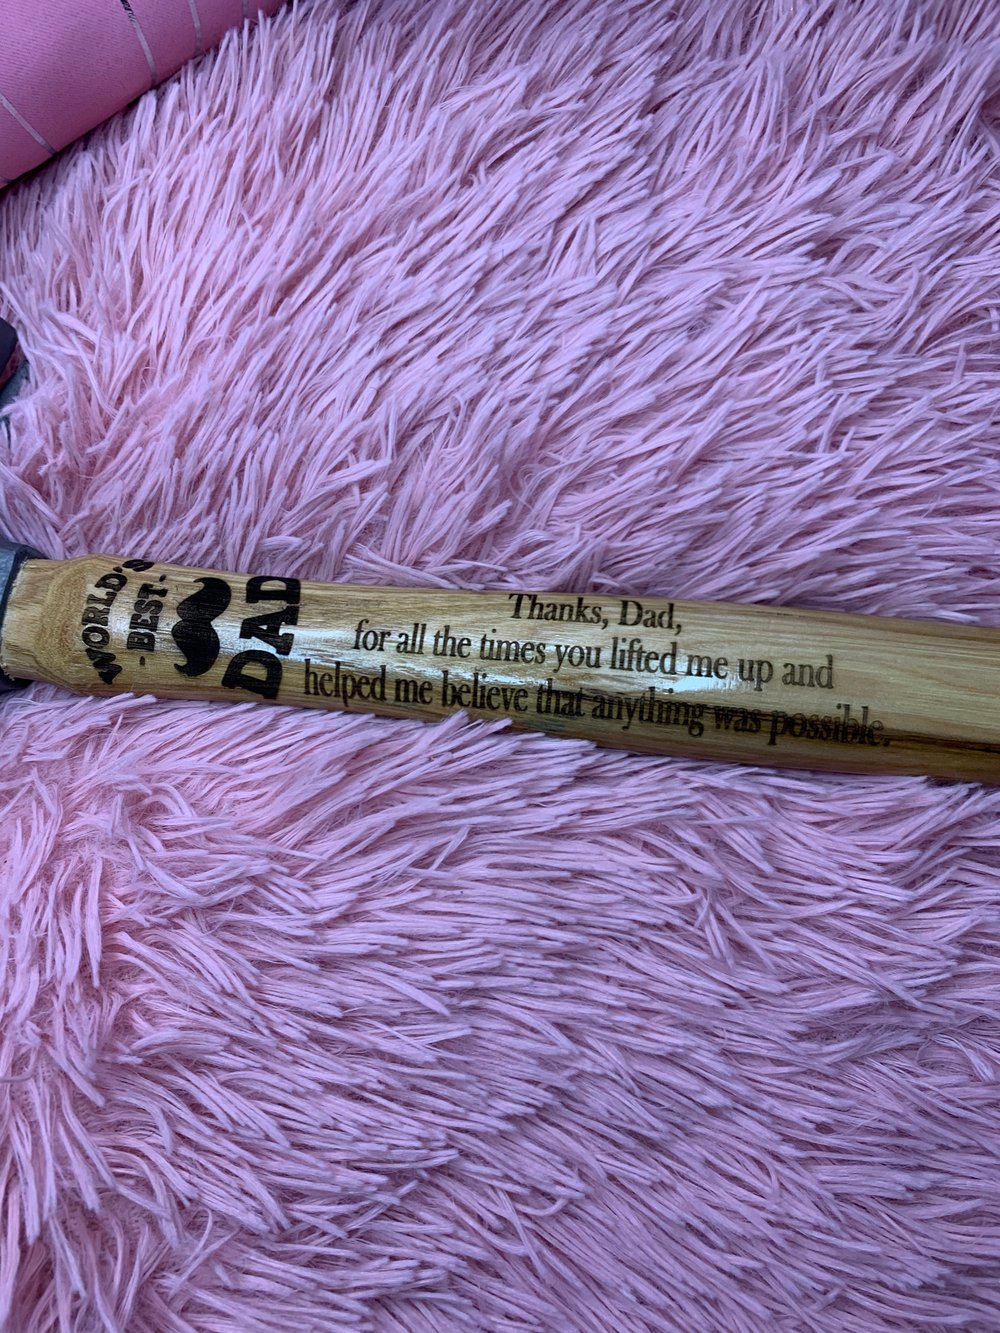 WORLD'S
-BEST-
DAD
Thanks, Dad,
for all the times you lifted me up and
helped me believe that anything was possible.